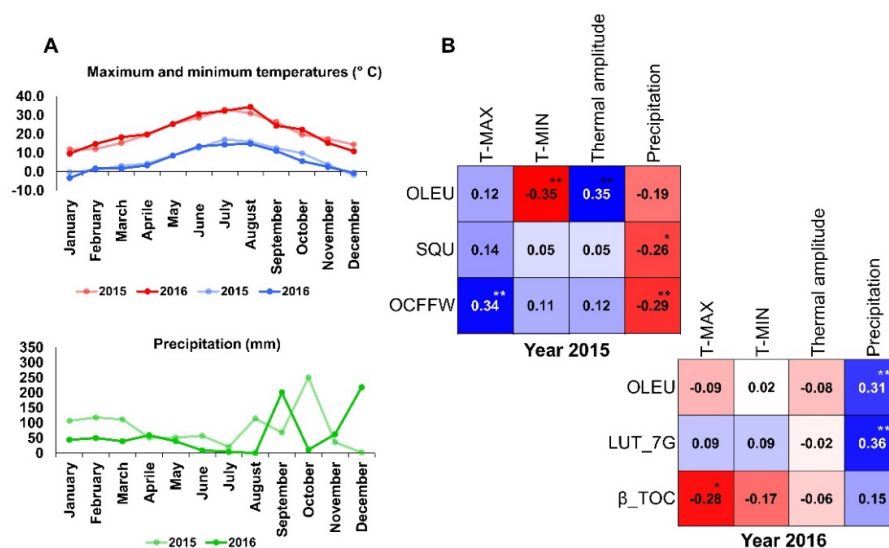 A
Maximum and minimum temperatures (° C)
40.0
30.0
20.0
10.0
0.0
-10.0
January
February
March
Aprile
May
June
July
August
September
October
November
December
2015 2016 2015 2016
Precipitation (mm)
350
300
250
200
150
100
50
0
January
February
March
Aprile
May
June
July
August
September
October
November
December
2015 2016
B
T-MAX
T-MIN
Thermal amplitude
Precipitation
OLEU 0.12 -0.35** 0.35** -0.19
SQU 0.14 0.05 0.05 -0.26*
OCFFW 0.34** 0.11 0.12 -0.29**
Year 2015
T-MAX
T-MIN
Thermal amplitude
Precipitation
OLEU -0.09 0.02 -0.08 0.31**
LUT_7G 0.09 0.09 -0.02 0.36**
β_TOC -0.28* -0.17 -0.06 0.15
Year 2016